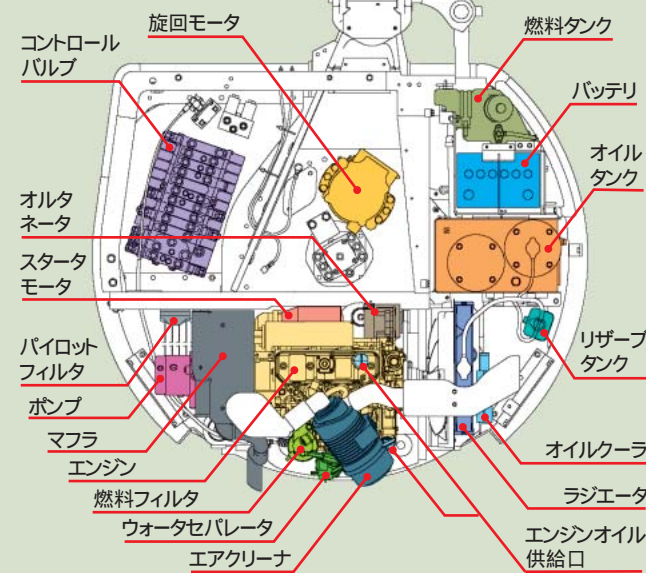 旋回モータ
燃料タンク
コントロール
バルブ
バッテリ
オイル
タンク
オルタ
ネータ
スタータ
モータ
パイロット
フィルタ
リザーブ
タンク
ポンプ
マフラ
オイルクーラ
エンジン
燃料フィルタ
ラジエータ
ウォータセパレータ
エンジンオイル
供給口
エアクリーナ